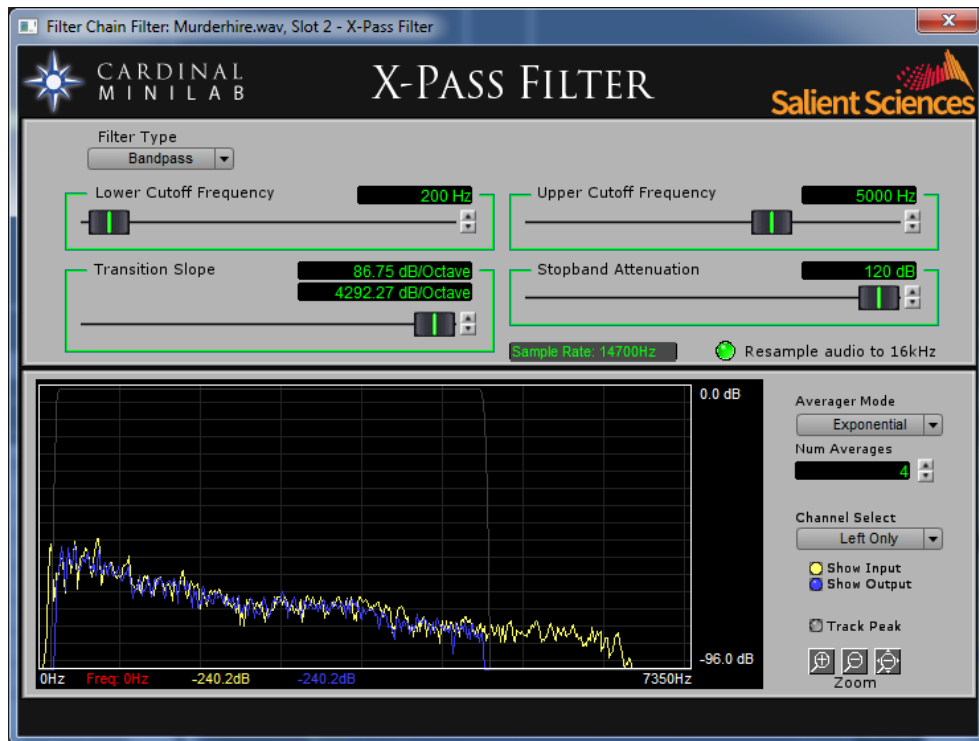 Filter Chain Filter: Murderhire.wav, Slot 2 - X-Pass Filter
CARDINAL
MINILAB
X-PASS FILTER
Salient Sciences
Filter Type
Bandpass
Lower Cutoff Frequency
200 Hz
Upper Cutoff Frequency
5000 Hz
Transition Slope
86.75 dB/Octave
4292.27 dB/Octave
Stopband Attenuation
120 dB
Sample Rate: 14700Hz
Resample audio to 16kHz
0.0 dB
-96.0 dB
0Hz
Freq: 0Hz
-240.2dB
-240.2dB
7350Hz
Averager Mode
Exponential
Num Averages
4
Channel Select
Left Only
Show Input
Show Output
Track Peak
Zoom